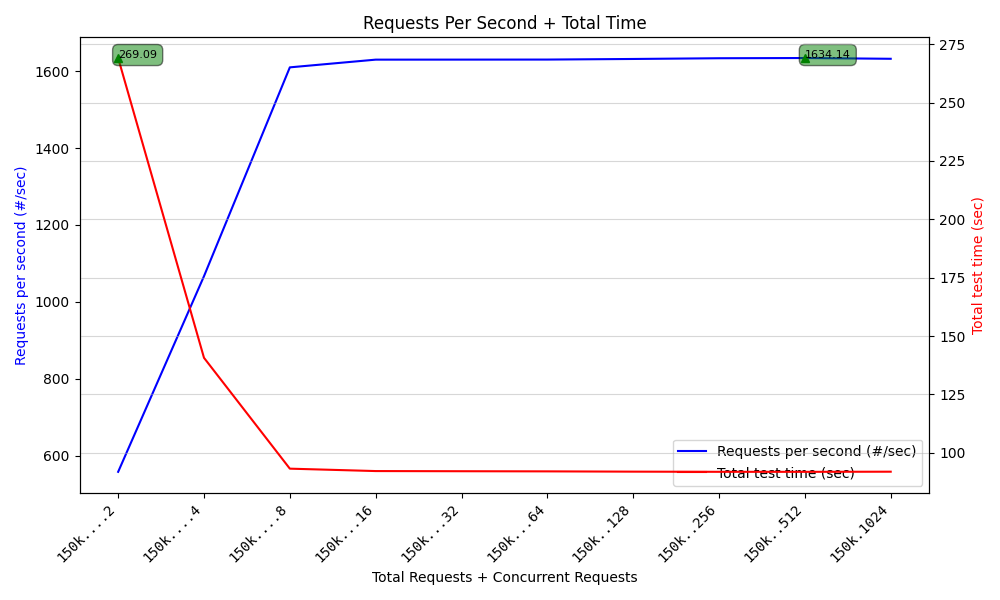 Requests Per Second + Total Time
269.09
1634.14
1600
1400
1200
1000
800
600
Requests per second (#/sec)
275
250
225
200
175
150
125
100
Total test time (sec)
Requests per second (#/sec)
Total test time (sec)
150k....2
150k....4
150k....8
150k...16
150k...32
150k...64
150k..128
150k..256
150k..512
150k.1024
Total Requests + Concurrent Requests